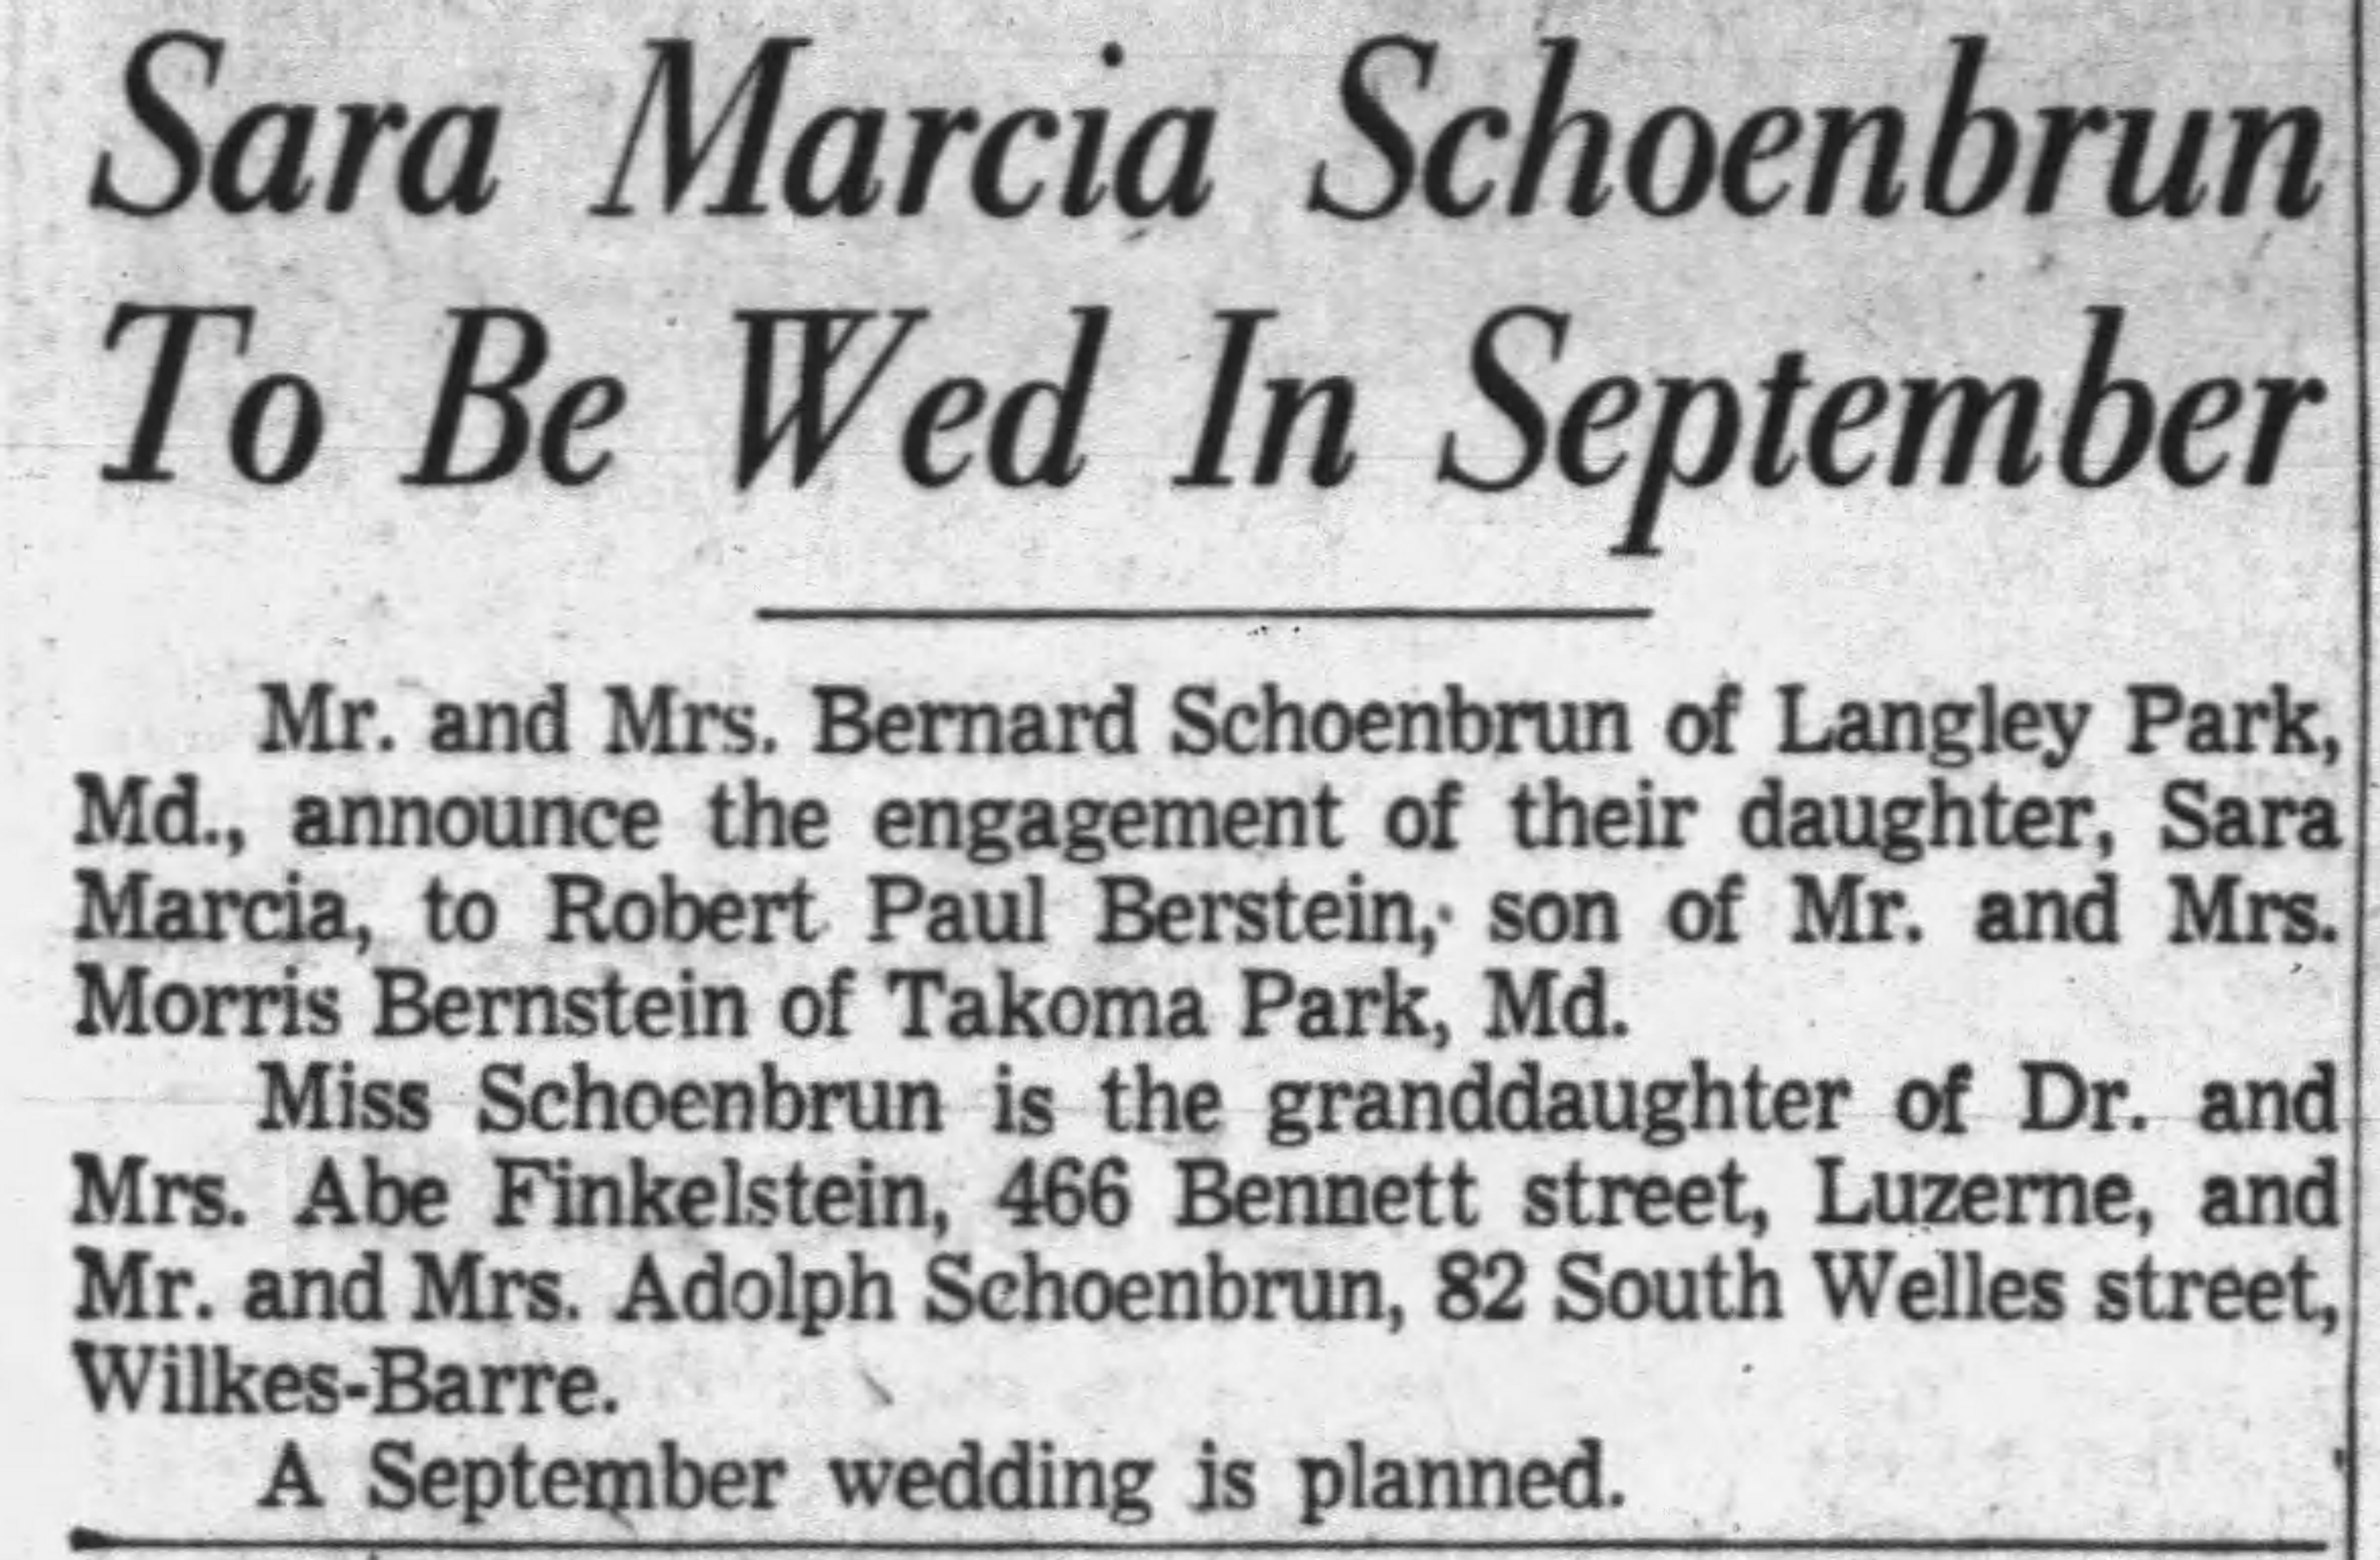 Sara Marcia Schoenbrun
To Be Wed In September
Mr. and Mrs. Bernard Schoenbrun of Langley Park,
Md., announce the engagement of their daughter, Sara
Marcia, to Robert Paul Berstein, son of Mr. and Mrs.
Morris Bernstein of Takoma Park, Md.
Miss Schoenbrun is the granddaughter of Dr. and
Mrs. Abe Finkelstein, 466 Bennett street, Luzerne, and
Mr. and Mrs. Adolph Schoenbrun, 82 South Welles street,
Wilkes-Barre.
A September wedding is planned.